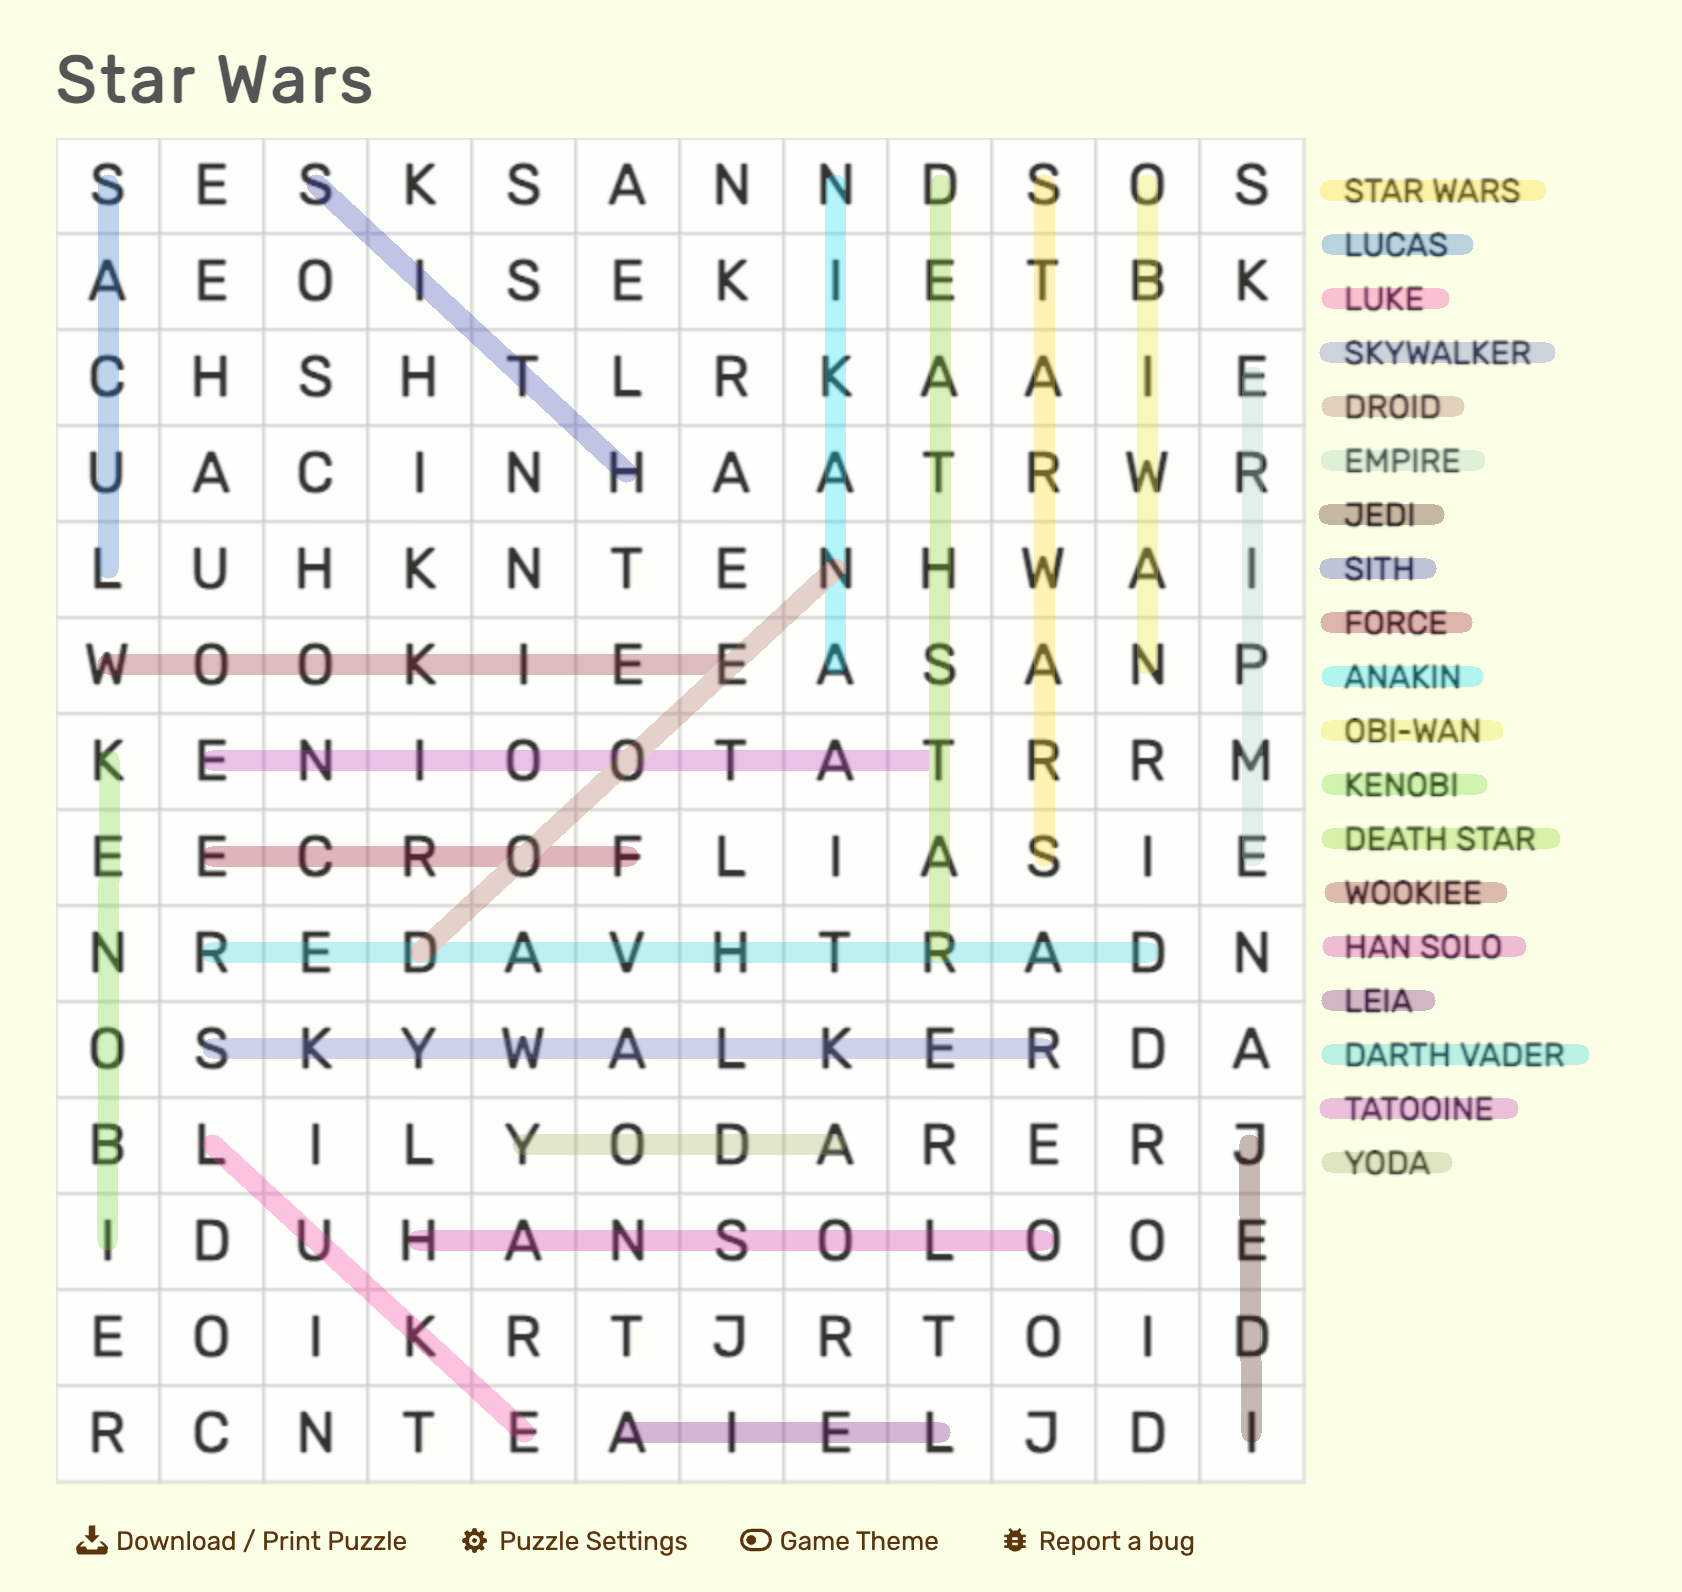 Star Wars
S E S K S A N N D S O S
A E O I S E K I E T B K
C H S H T L R K A A I E
U A C I N H A A T R W R
L U H K N T E N H W A I
W O O K I E E A S A N P
K E N I O O T A T R R M
E E C R O F L I A S I E
N R E D A V H T R A D N
O S K Y W A L K E R D A
B L I L Y O D A R E R J
I D U H A N S O L O O E
E O I K R T J R T O I D
R C N T E A I E L J D I
STAR WARS
LUCAS
LUKE
SKYWALKER
DROID
EMPIRE
JEDI
SITH
FORCE
ANAKIN
OBI-WAN
KENOBI
DEATH STAR
WOOKIEE
HAN SOLO
LEIA
DARTH VADER
TATOOINE
YODA
Download / Print Puzzle Puzzle Settings Game Theme Report a bug